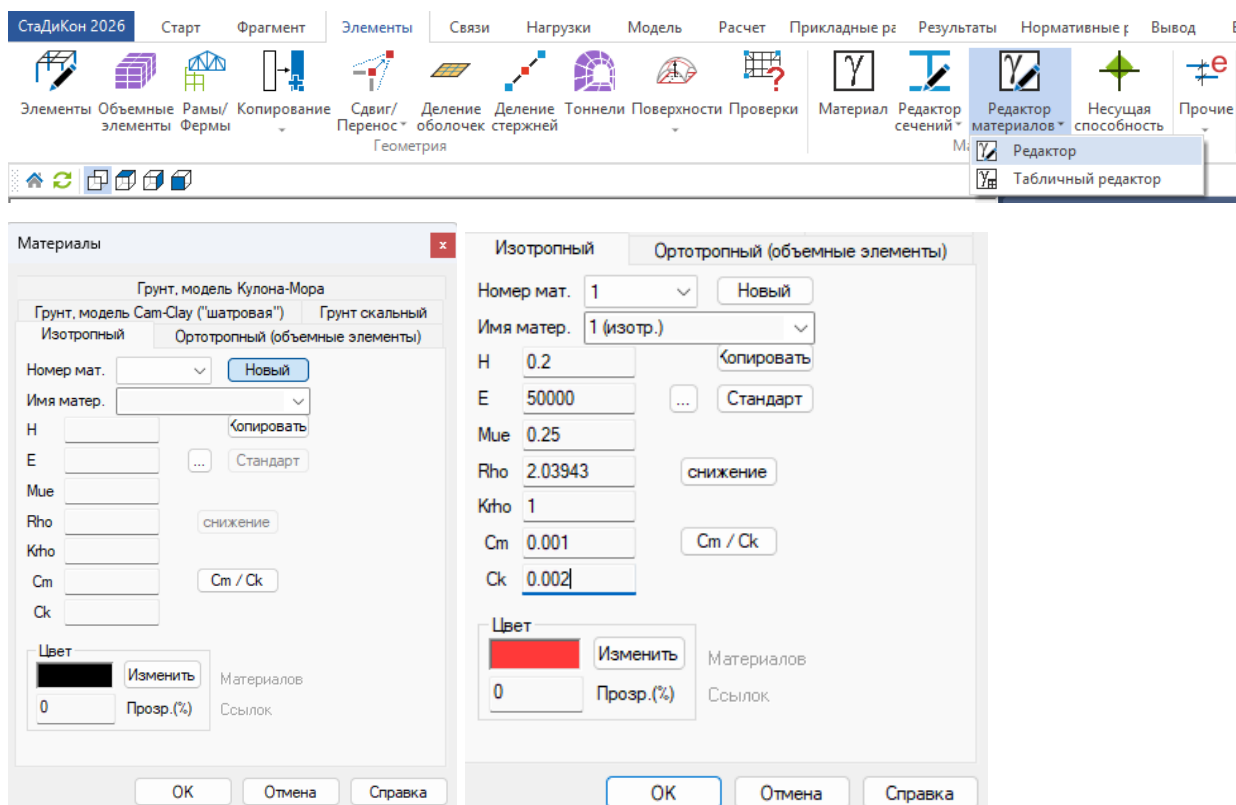 СтаДиКон 2026 Старт Фрагмент Элементы Связи Нагрузки Модель Расчет Прикладные ра Результаты Нормативные р Вывод
Элементы Объемные элементы Рамы/ Фермы Копирование Сдвиг/ Перенос Деление оболочек Деление стержней Тоннели Поверхности Проверки Материал Редактор сечений Редактор материалов Несущая способность Прочие
Геометрия
Редактор
Табличный редактор
Материалы
Грунт, модель Кулона-Мора
Грунт, модель Cam-Clay ("шатровая") Грунт скальный
Изотропный Ортотропный (объемные элементы)
Номер мат. Новый
Имя матер.
H Копировать
E ... Стандарт
Mue
Rho снижение
Krho
Cm Cm / Ck
Ck
Цвет
Изменить Материалов
0 Прозр.(%) Ссылок
OK Отмена Справка
Изотропный Ортотропный (объемные элементы)
Номер мат. 1 Новый
Имя матер. 1 (изотр.)
H 0.2 Копировать
E 50000 ... Стандарт
Mue 0.25
Rho 2.03943 снижение
Krho 1
Cm 0.001 Cm / Ck
Ck 0.002
Цвет
Изменить Материалов
0 Прозр.(%) Ссылок
OK Отмена Справка